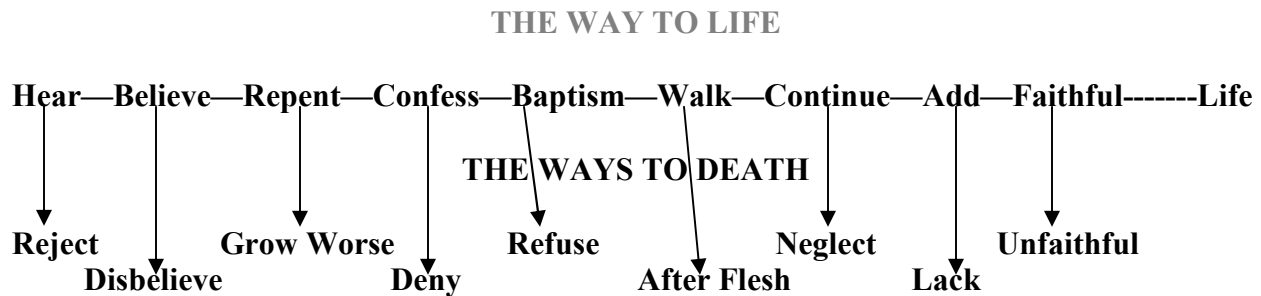 THE WAY TO LIFE
Hear—Believe—Repent—Confess—Baptism—Walk—Continue—Add—Faithful-------Life
THE WAYS TO DEATH
Reject Grow Worse Refuse Neglect Unfaithful
Disbelieve Deny After Flesh Lack